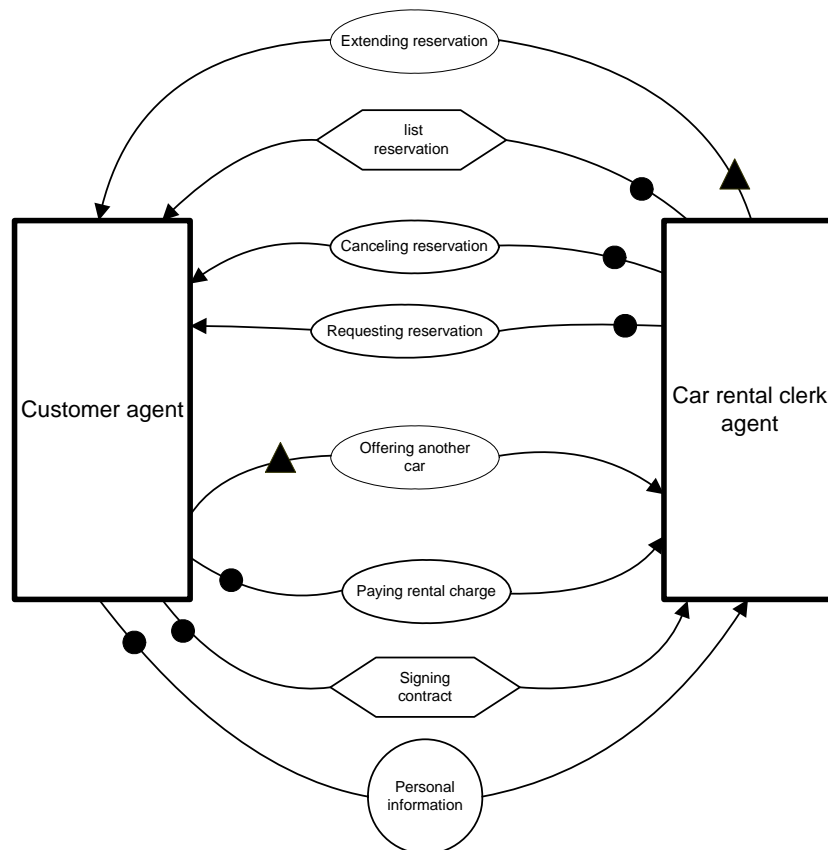 Extending reservation
list
reservation
Canceling reservation
Requesting reservation
Customer agent
Car rental clerk
agent
Offering another
car
Paying rental charge
Signing
contract
Personal
information